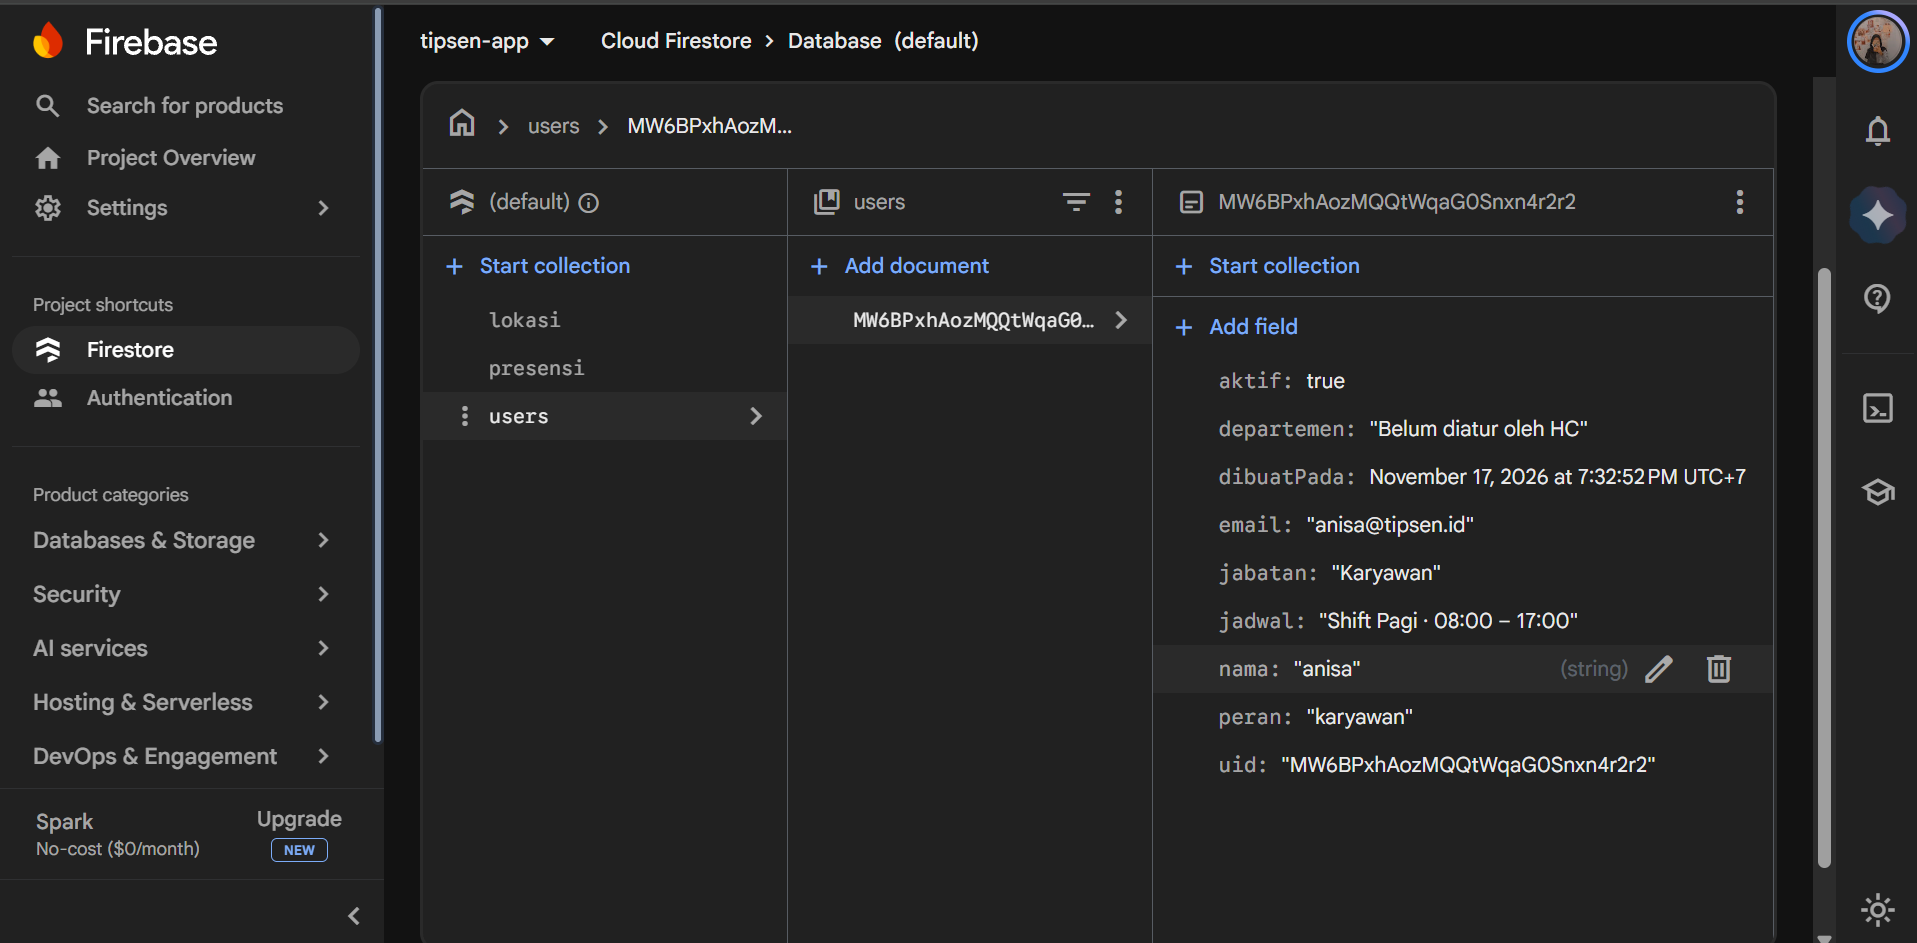 Firebase
Search for products
Project Overview
Settings
Project shortcuts
Firestore
Authentication
Product categories
Databases & Storage
Security
AI services
Hosting & Serverless
DevOps & Engagement
Spark
No-cost ($0/month)
Upgrade
NEW
tipsen-app
Cloud Firestore > Database (default)
users > MW6BPxhAozM...
(default)
Start collection
lokasi
presensi
users
users
Add document
MW6BPxhAozMQQtWqaG0…
MW6BPxhAozMQQtWqaG0Snxn4r2r2
Start collection
Add field
aktif: true
departemen: "Belum diatur oleh HC"
dibuatPada: November 17, 2026 at 7:32:52 PM UTC+7
email: "anisa@tipsen.id"
jabatan: "Karyawan"
jadwal: "Shift Pagi · 08:00 – 17:00"
nama: "anisa" (string)
peran: "karyawan"
uid: "MW6BPxhAozMQQtWqaG0Snxn4r2r2"